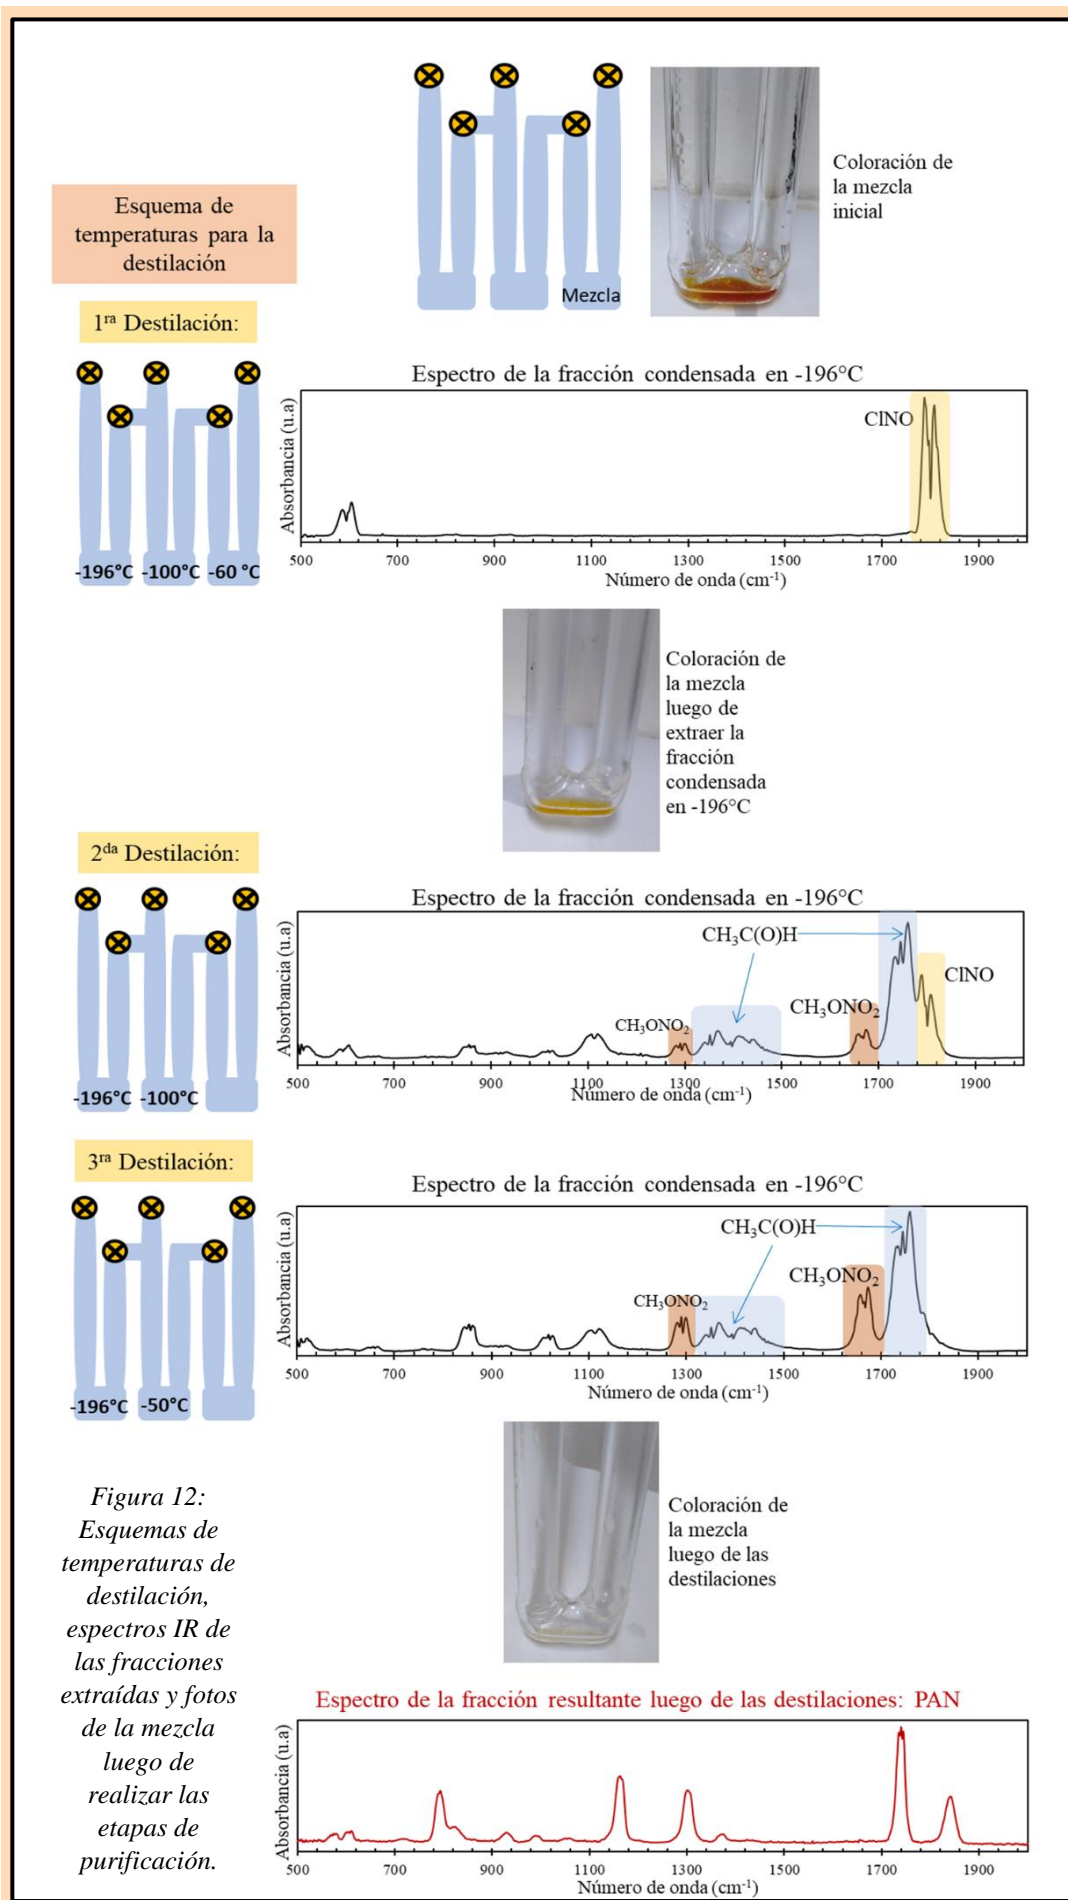 Mezcla
Coloración de
la mezcla
inicial
Esquema de
temperaturas para la
destilación
1ra Destilación:
-196°C -100°C -60 °C
Espectro de la fracción condensada en -196°C
Absorbancia (u.a)
ClNO
500 700 900 1100 1300 1500 1700 1900
Número de onda (cm-1)
Coloración de
la mezcla
luego de
extraer la
fracción
condensada
en -196°C
2da Destilación:
-196°C -100°C
Espectro de la fracción condensada en -196°C
Absorbancia (u.a)
CH3C(O)H
ClNO
CH3ONO2
CH3ONO2
500 700 900 1100 1300 1500 1700 1900
Número de onda (cm-1)
3ra Destilación:
-196°C -50°C
Espectro de la fracción condensada en -196°C
Absorbancia (u.a)
CH3C(O)H
CH3ONO2
CH3ONO2
500 700 900 1100 1300 1500 1700 1900
Número de onda (cm-1)
Coloración de
la mezcla
luego de las
destilaciones
Figura 12:
Esquemas de
temperaturas de
destilación,
espectros IR de
las fracciones
extraídas y fotos
de la mezcla
luego de
realizar las
etapas de
purificación.
Espectro de la fracción resultante luego de las destilaciones: PAN
Absorbancia (u.a)
500 700 900 1100 1300 1500 1700 1900
Número de onda (cm-1)